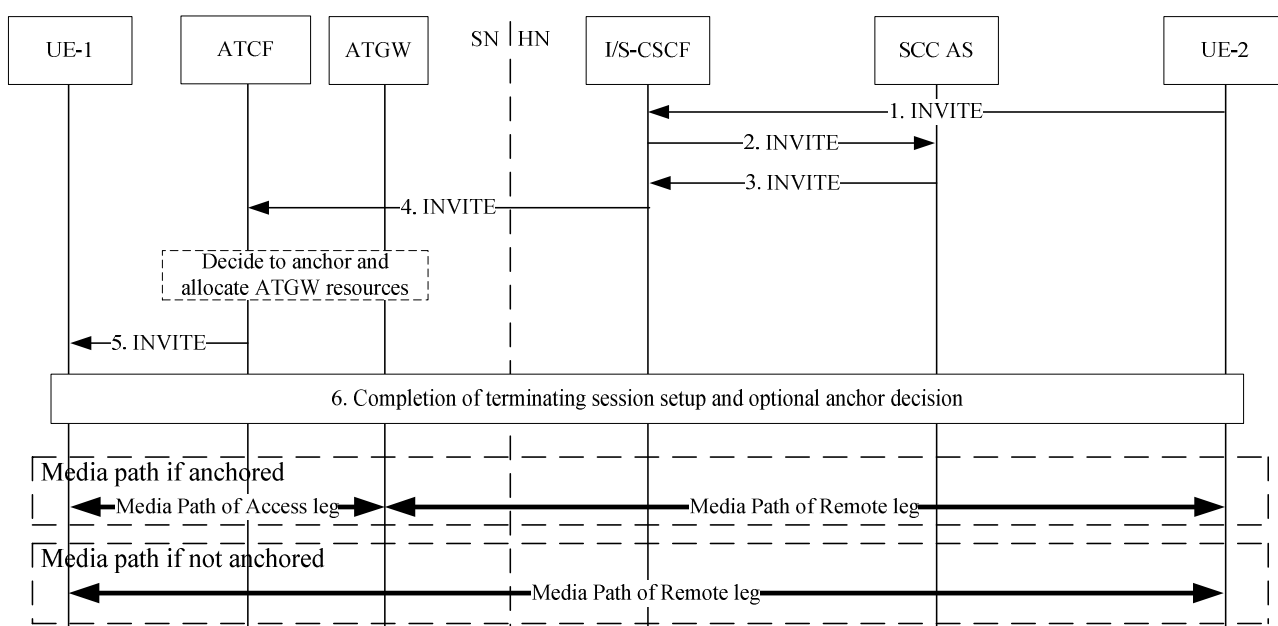 UE-1
ATCF
ATGW
SN
HN
I/S-CSCF
SCC AS
UE-2
1. INVITE
2. INVITE
3. INVITE
4. INVITE
Decide to anchor and
allocate ATGW resources
5. INVITE
6. Completion of terminating session setup and optional anchor decision
Media path if anchored
Media Path of Access leg
Media Path of Remote leg
Media path if not anchored
Media Path of Remote leg